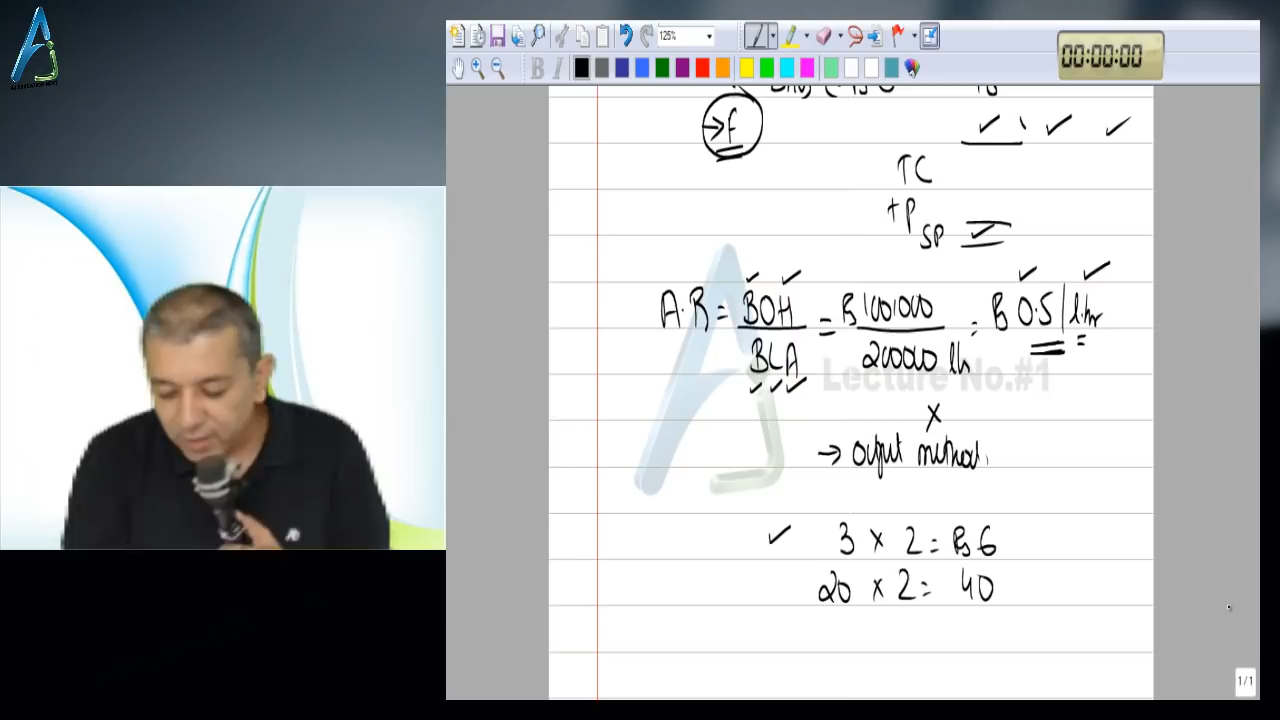 125%
00:00:00
→ F
TC
+ P
SP
A.R = BOH / BLA = Rs 100,000 / 200000 lh = Rs 0.5 / l.hr
Lecture No.#1
x
→ Output method.
3 x 2 = Rs 6
20 x 2 = 40
1/1